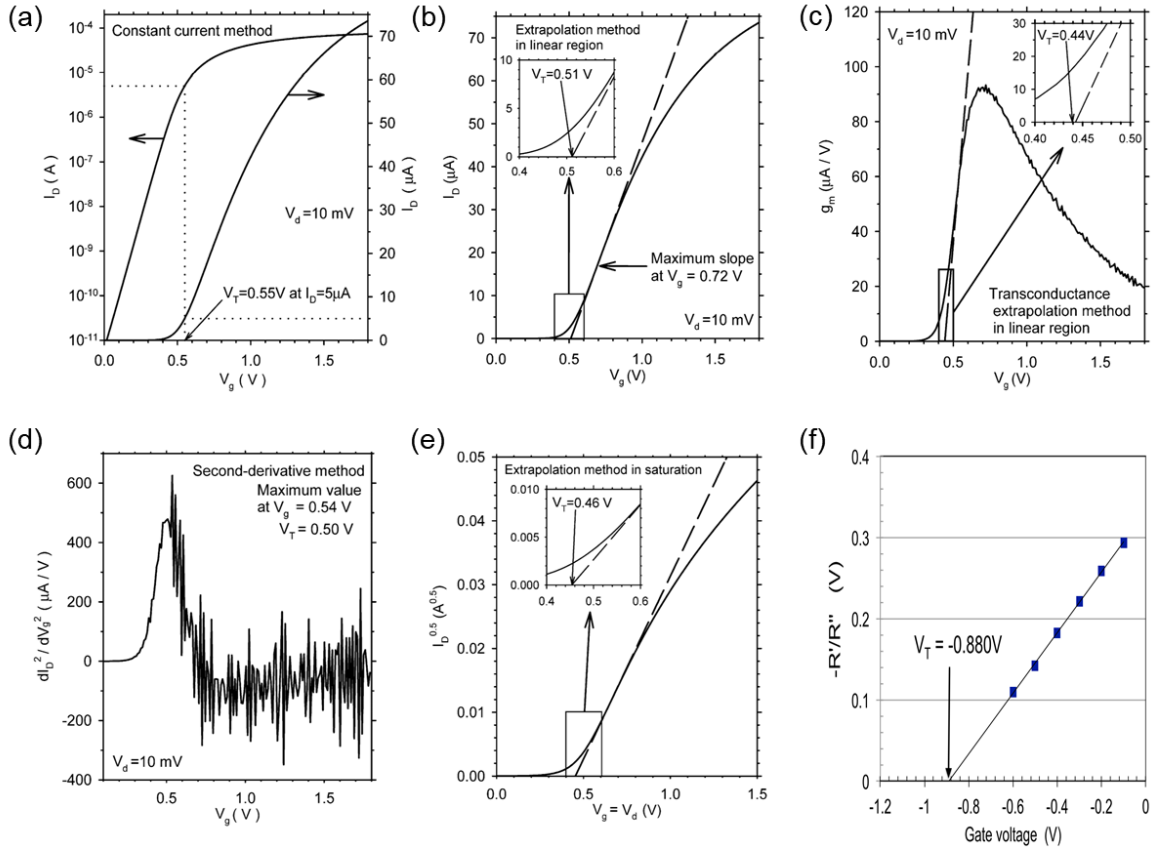 (a)
Constant current method
10⁻⁴
10⁻⁵
10⁻⁶
10⁻⁷
10⁻⁸
10⁻⁹
10⁻¹⁰
10⁻¹¹
I_D ( A )
70
60
50
40
30
20
10
0
I_D ( μA )
V_d =10 mV
V_T=0.55V at I_D=5μA
0.0 0.5 1.0 1.5
V_g ( V )
(b)
Extrapolation method
in linear region
V_T=0.51 V
10
5
0
0.4 0.5 0.6
75
70
60
50
40
30
20
10
0
I_D (μA)
Maximum slope
at V_g = 0.72 V
V_d =10 mV
0.0 0.5 1.0 1.5
V_g (V)
(c)
V_d =10 mV
V_T=0.44V
30
20
10
0
0.40 0.45 0.50
120
100
80
60
40
20
0
g_m (μA / V)
Transconductance
extrapolation method
in linear region
0.0 0.5 1.0 1.5
V_g (V)
(d)
Second-derivative method
Maximum value
at V_g = 0.54 V
V_T = 0.50 V
600
400
200
0
-200
-400
dI_D² / dV_g² ( μA / V )
V_d =10 mV
0.5 1.0 1.5
V_g ( V )
(e)
Extrapolation method in saturation
V_T=0.46 V
0.010
0.005
0.000
0.4 0.5 0.6
0.05
0.04
0.03
0.02
0.01
0.00
I_D^0.5 (A^0.5)
0.0 0.5 1.0 1.5
V_g = V_d (V)
(f)
0.4
0.3
0.2
0.1
0
-R'/R" (V)
V_T = -0.880V
-1.2 -1 -0.8 -0.6 -0.4 -0.2 0
Gate voltage (V)